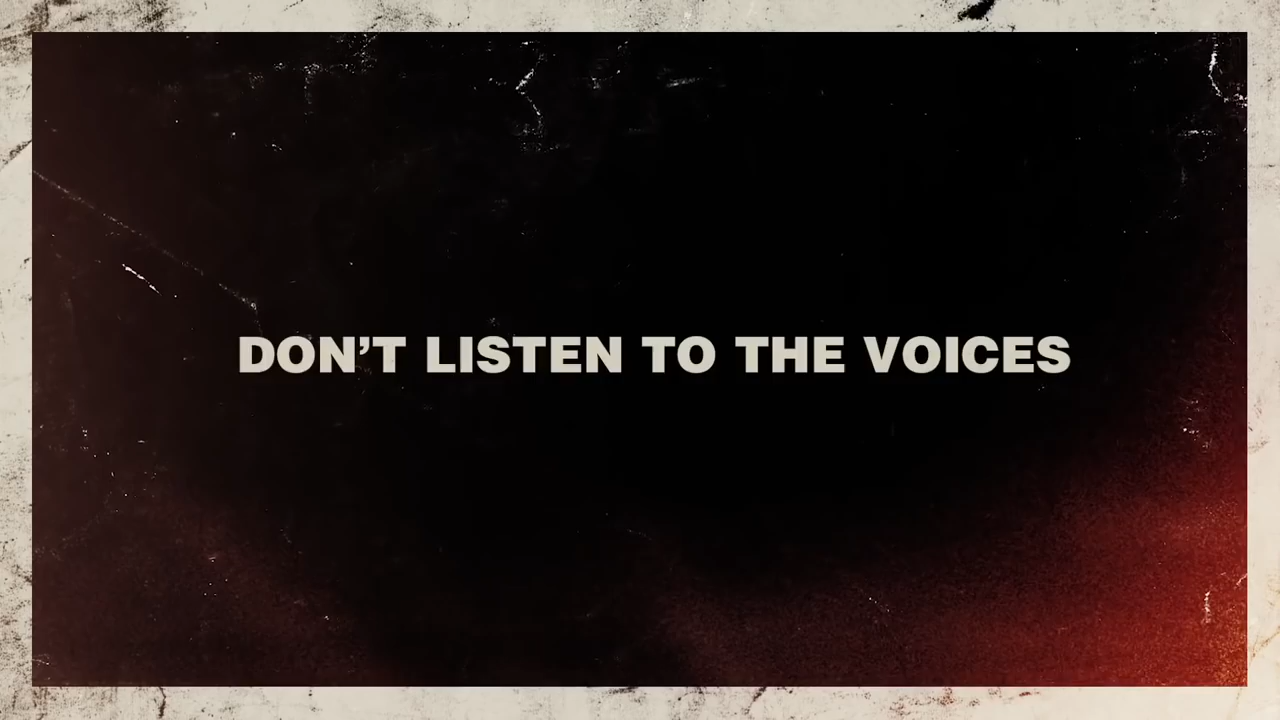 DON’T LISTEN TO THE VOICES